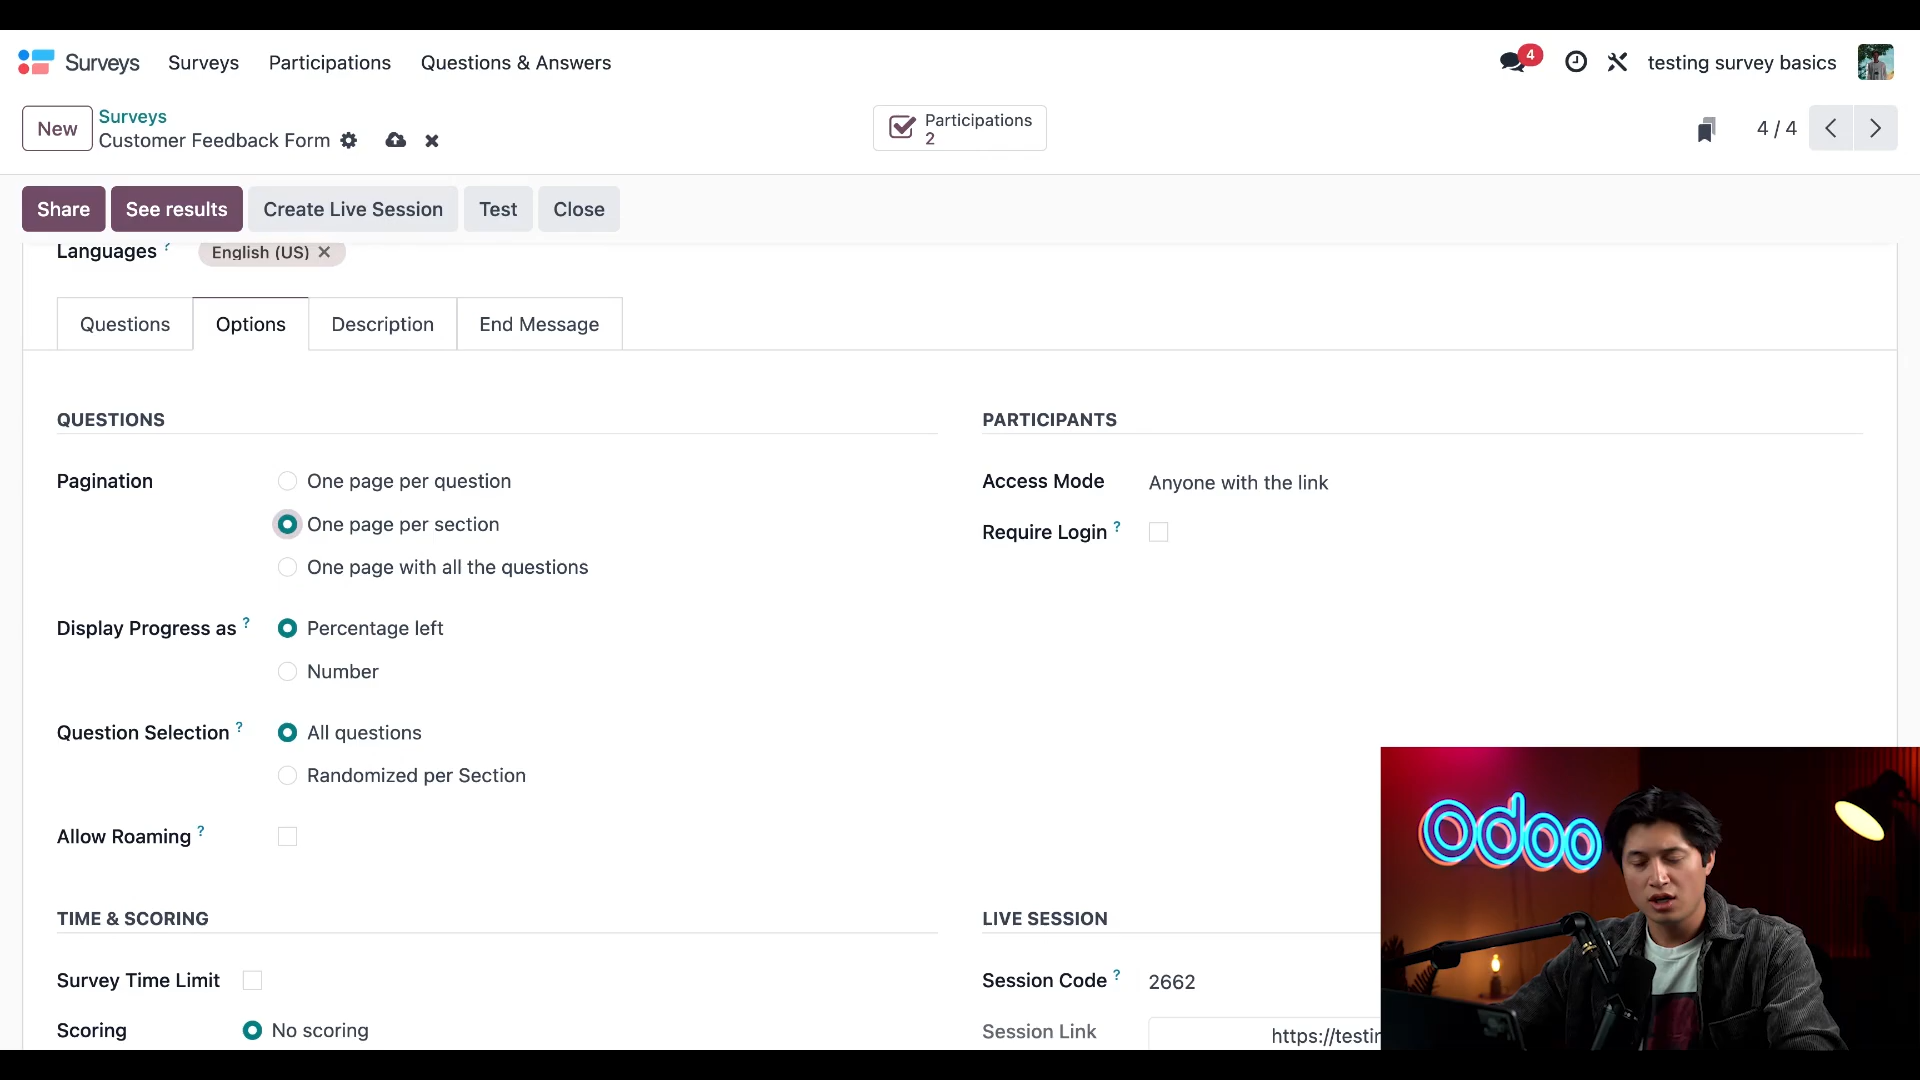 Surveys
Surveys
Participations
Questions & Answers
4
testing survey basics
New
Surveys
Customer Feedback Form
Participations
2
4 / 4
Share
See results
Create Live Session
Test
Close
Languages ?
English (US)
Questions
Options
Description
End Message
QUESTIONS
Pagination
One page per question
One page per section
One page with all the questions
Display Progress as ?
Percentage left
Number
Question Selection ?
All questions
Randomized per Section
Allow Roaming ?
PARTICIPANTS
Access Mode
Anyone with the link
Require Login ?
TIME & SCORING
Survey Time Limit
Scoring
No scoring
LIVE SESSION
Session Code ?
2662
Session Link
https://testin
odoo